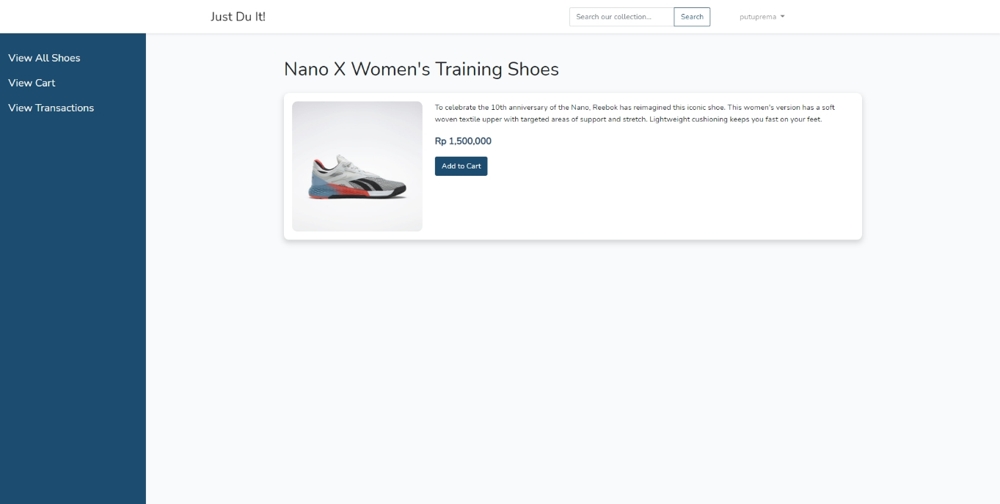 Just Du It!
Search our collection...
Search
putuprema
View All Shoes
View Cart
View Transactions
Nano X Women's Training Shoes
To celebrate the 10th anniversary of the Nano, Reebok has reimagined this iconic shoe. This women's version has a soft
woven textile upper with targeted areas of support and stretch. Lightweight cushioning keeps you fast on your feet.
Rp 1,500,000
Add to Cart